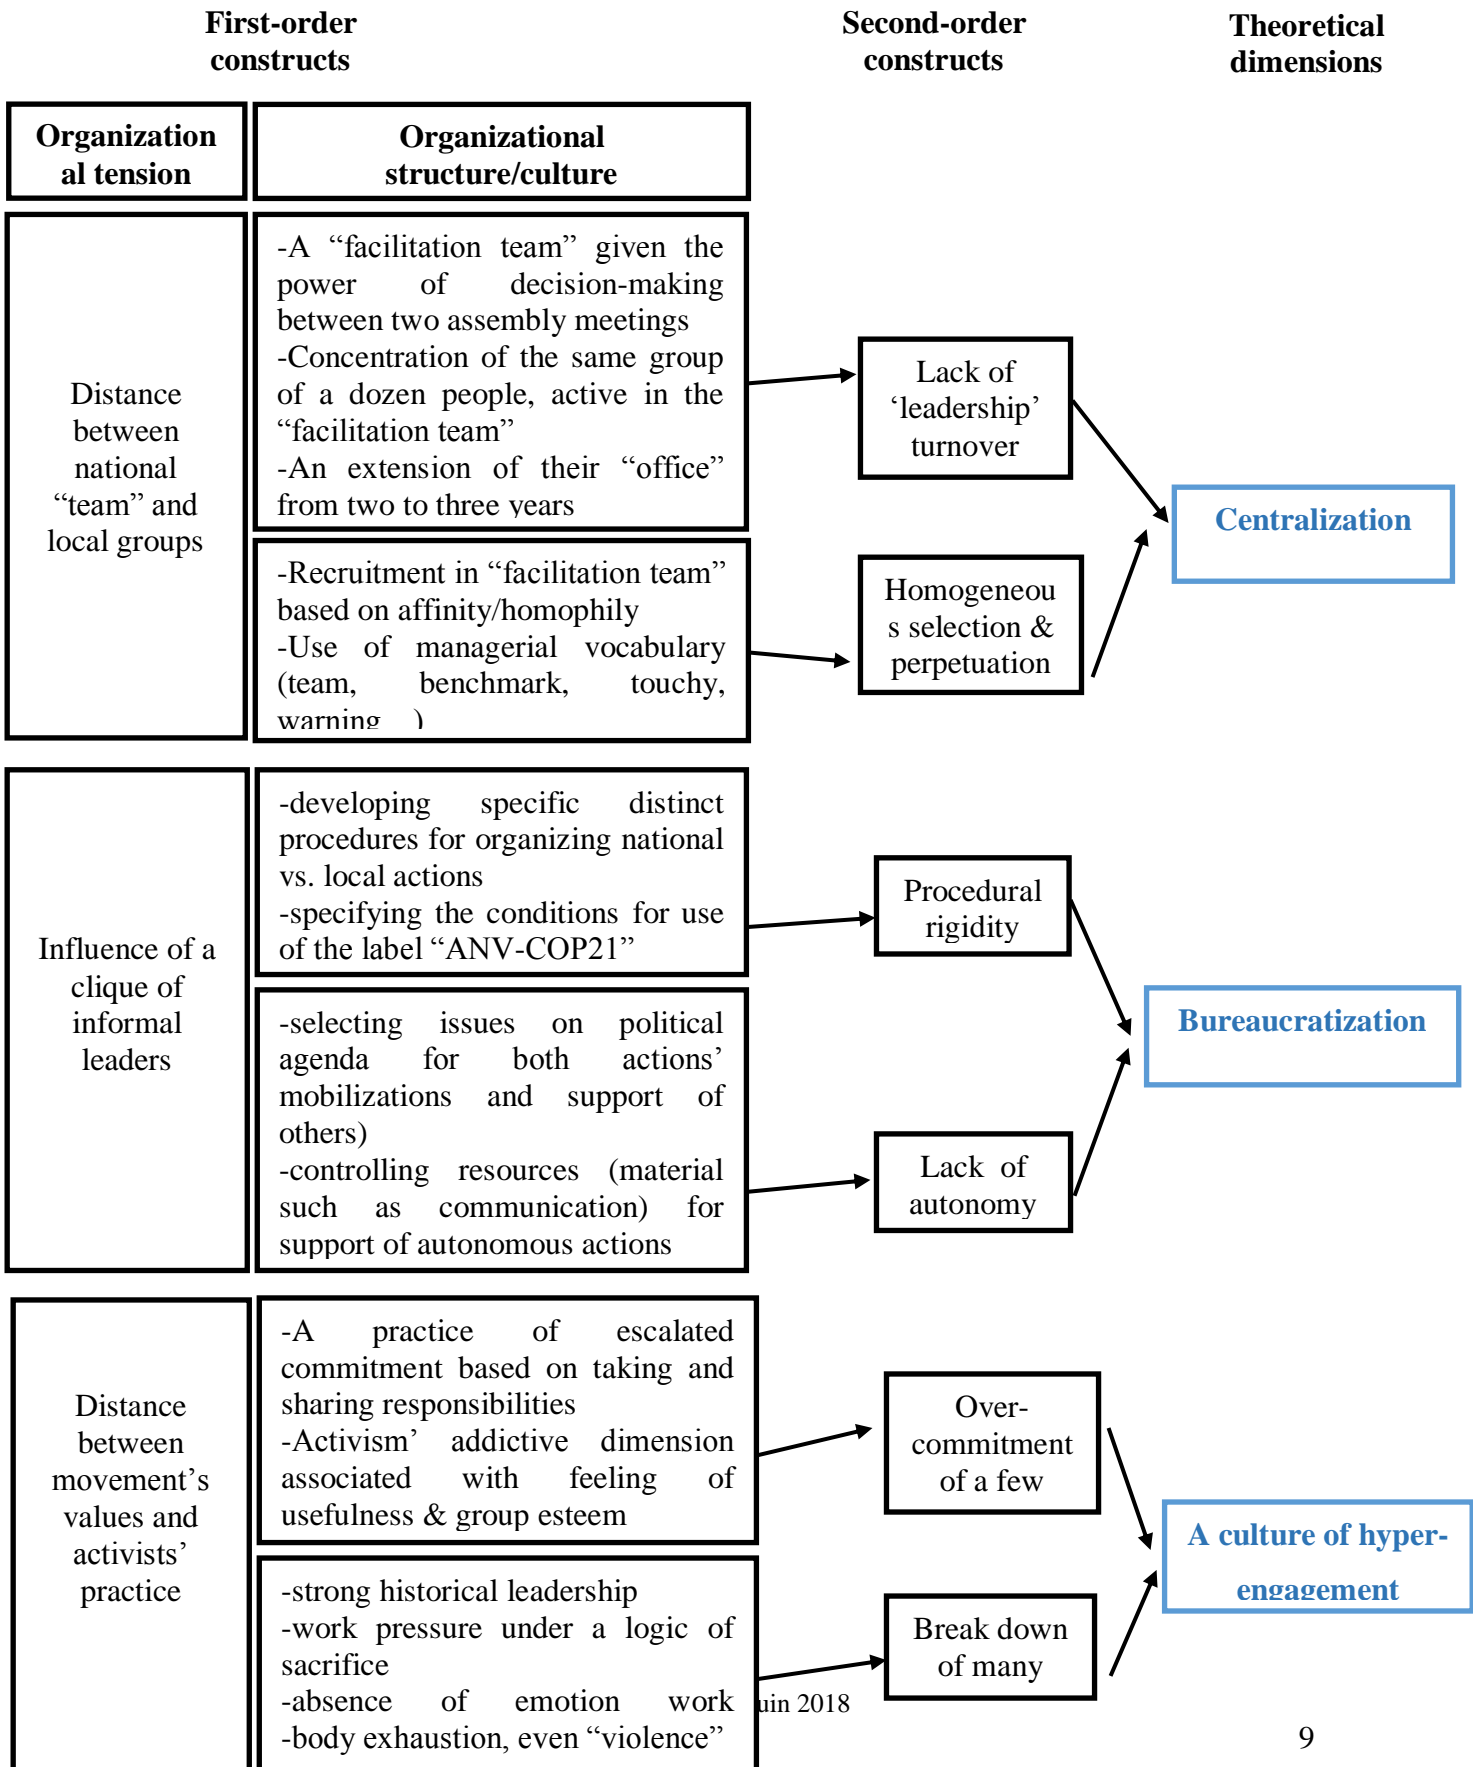 First-order
constructs
Second-order
constructs
Theoretical
dimensions
Organization
al tension
Organizational
structure/culture
Distance
between
national
“team” and
local groups
-A “facilitation team” given the
power of decision-making
between two assembly meetings
-Concentration of the same group
of a dozen people, active in the
“facilitation team”
-An extension of their “office”
from two to three years
Lack of
‘leadership’
turnover
-Recruitment in “facilitation team”
based on affinity/homophily
-Use of managerial vocabulary
(team, benchmark, touchy,
warning )
Homogeneou
s selection &
perpetuation
Centralization
Influence of a
clique of
informal
leaders
-developing specific distinct
procedures for organizing national
vs. local actions
-specifying the conditions for use
of the label “ANV-COP21”
Procedural
rigidity
-selecting issues on political
agenda for both actions’
mobilizations and support of
others)
-controlling resources (material
such as communication) for
support of autonomous actions
Lack of
autonomy
Bureaucratization
Distance
between
movement’s
values and
activists’
practice
-A practice of escalated
commitment based on taking and
sharing responsibilities
-Activism’ addictive dimension
associated with feeling of
usefulness & group esteem
Over-
commitment
of a few
-strong historical leadership
-work pressure under a logic of
sacrifice
-absence of emotion work
-body exhaustion, even “violence”
Break down
of many
A culture of hyper-
engagement
uin 2018
9